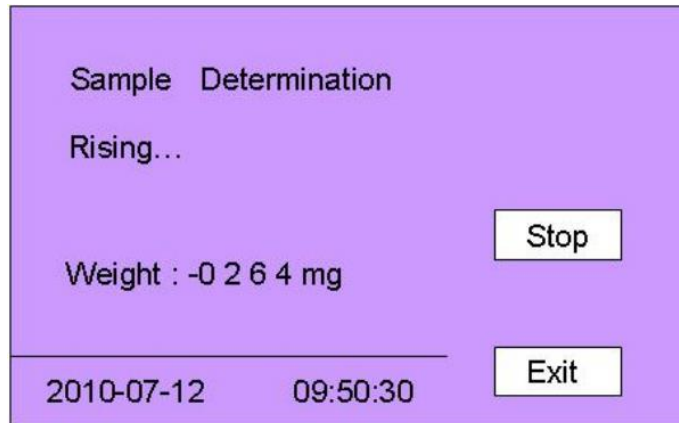 Sample Determination
Rising...
Stop
Weight : -0 2 6 4 mg
Exit
2010-07-12 09:50:30